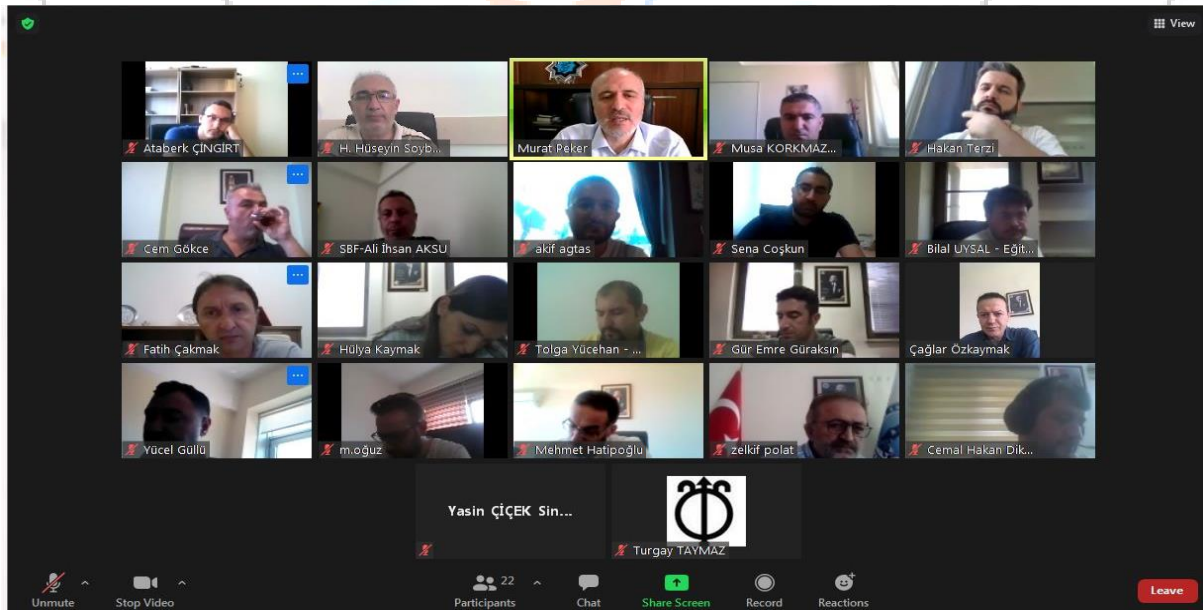 View
Ataberk ÇINGIRT
H. Hüseyin Soyb...
Murat Peker
Musa KORKMAZ...
Hakan Terzi
Cem Gökce
SBF-Ali İhsan AKSU
akif agtas
Sena Coşkun
Bilal UYSAL - Eğit...
Fatih Çakmak
Hülya Kaymak
Tolga Yücehan - ...
Gür Emre Güraksın
Çağlar Özkaymak
Yücel Güllü
m.oğuz
Mehmet Hatipoğlu
zelkif polat
Cemal Hakan Dik...
Yasin ÇİÇEK Sin...
Turgay TAYMAZ
Unmute
Stop Video
22
Participants
Chat
Share Screen
Record
Reactions
Leave